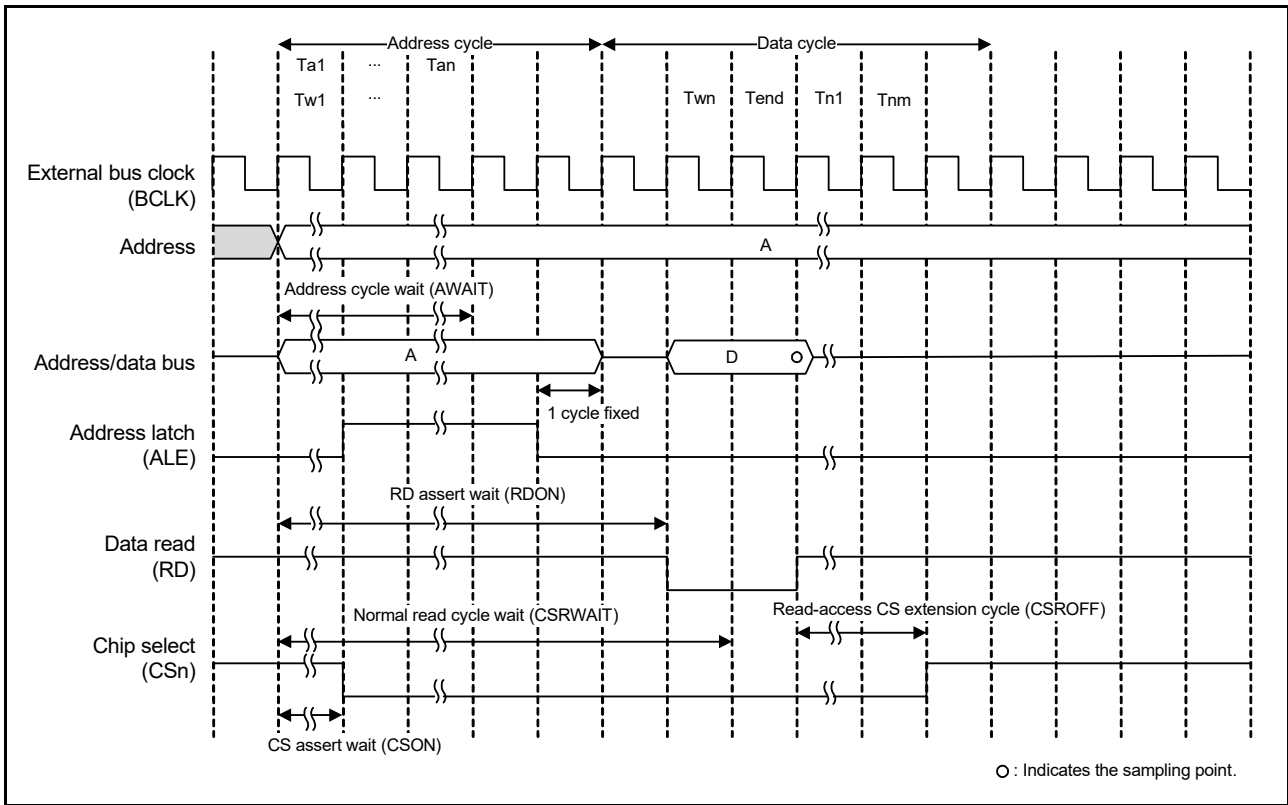 Address cycle Data cycle
Ta1 ... Tan
Tw1 ... Twn Tend Tn1 Tnm
External bus clock
(BCLK)
Address
A
Address cycle wait (AWAIT)
Address/data bus
A D
1 cycle fixed
Address latch
(ALE)
RD assert wait (RDON)
Data read
(RD)
Normal read cycle wait (CSRWAIT) Read-access CS extension cycle (CSROFF)
Chip select
(CSn)
CS assert wait (CSON)
: Indicates the sampling point.